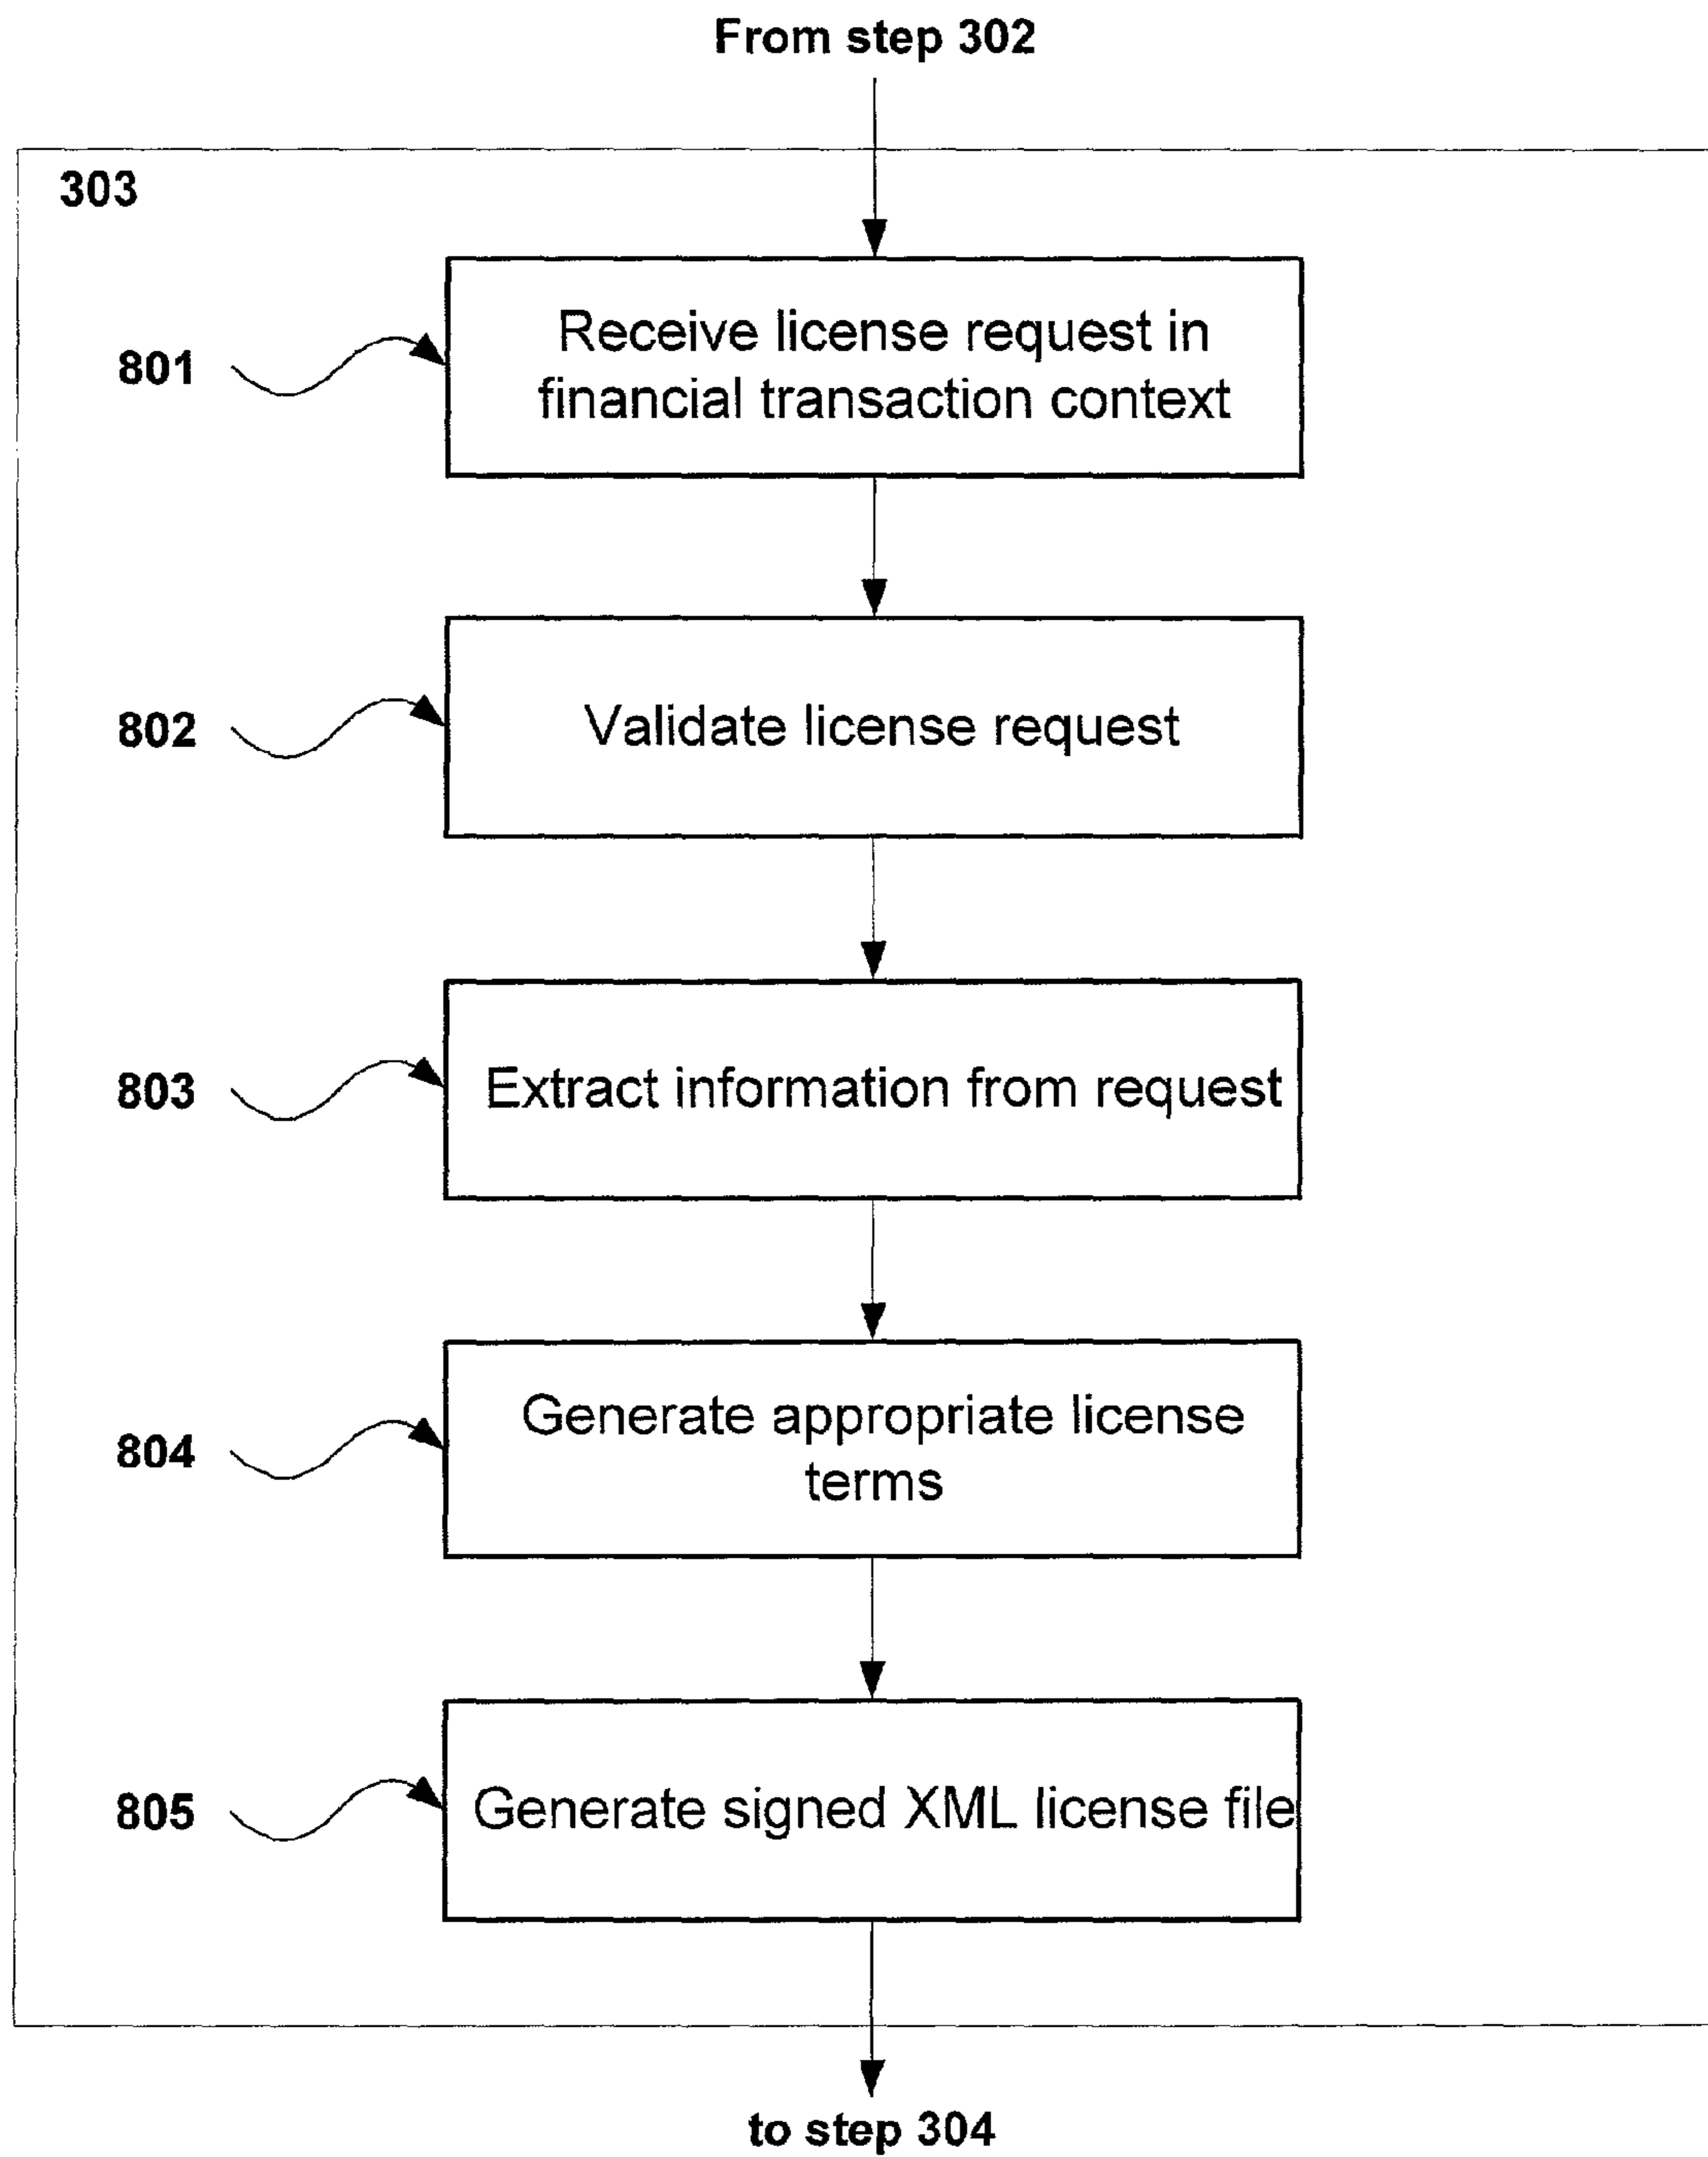 From step 302
303
801
Receive license request in
financial transaction context
802
Validate license request
803
Extract information from request
804
Generate appropriate license
terms
805
Generate signed XML license file
to step 304